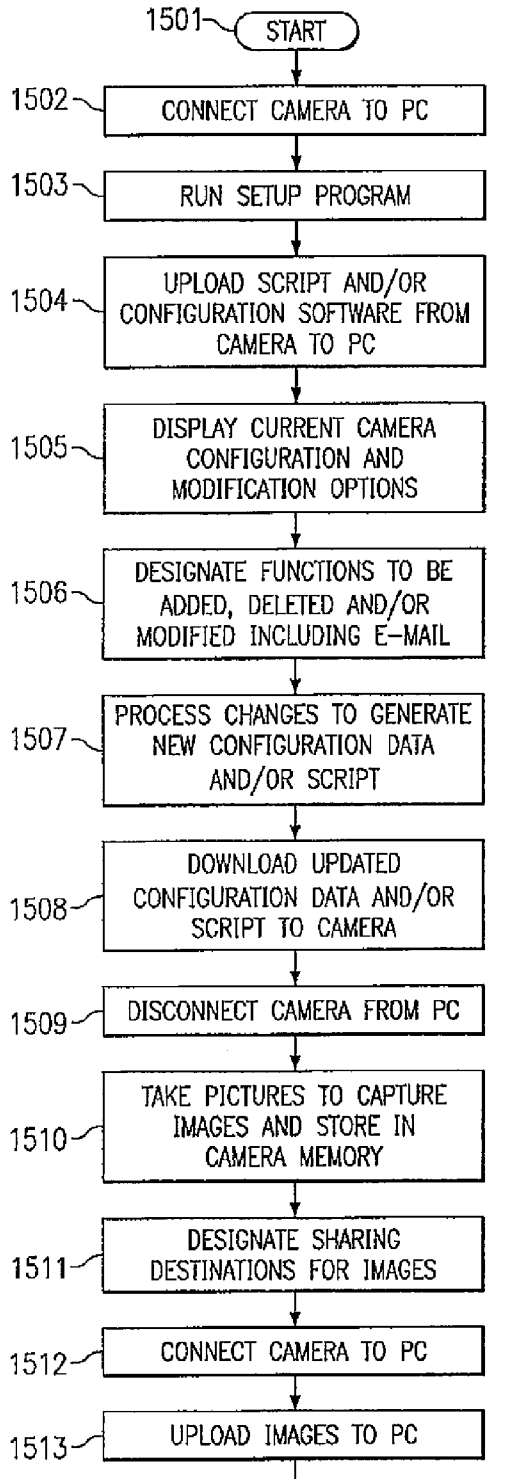 1501 START
1502 CONNECT CAMERA TO PC
1503 RUN SETUP PROGRAM
1504 UPLOAD SCRIPT AND/OR
CONFIGURATION SOFTWARE FROM
CAMERA TO PC
1505 DISPLAY CURRENT CAMERA
CONFIGURATION AND
MODIFICATION OPTIONS
1506 DESIGNATE FUNCTIONS TO BE
ADDED, DELETED AND/OR
MODIFIED INCLUDING E-MAIL
1507 PROCESS CHANGES TO GENERATE
NEW CONFIGURATION DATA
AND/OR SCRIPT
1508 DOWNLOAD UPDATED
CONFIGURATION DATA AND/OR
SCRIPT TO CAMERA
1509 DISCONNECT CAMERA FROM PC
1510 TAKE PICTURES TO CAPTURE
IMAGES AND STORE IN
CAMERA MEMORY
1511 DESIGNATE SHARING
DESTINATIONS FOR IMAGES
1512 CONNECT CAMERA TO PC
1513 UPLOAD IMAGES TO PC